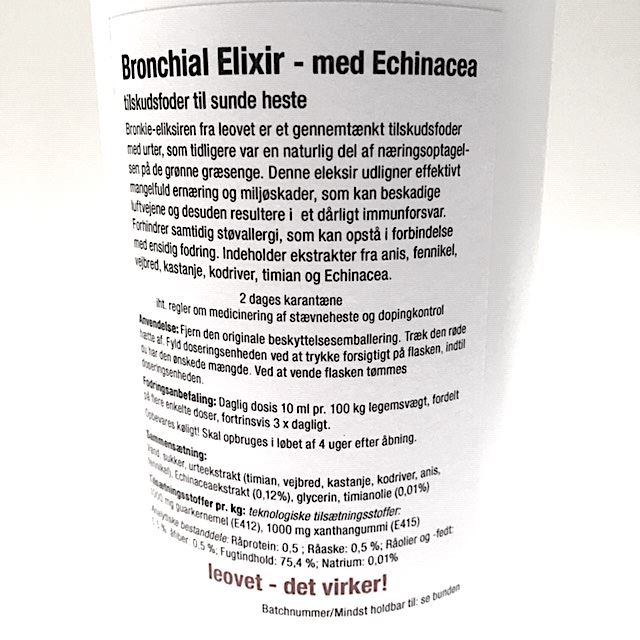 Bronchial Elixir - med Echinacea
tilskudsfoder til sunde heste
Bronkie-eliksiren fra leovet er et gennemtænkt tilskudsfoder
med urter, som tidligere var en naturlig del af næringsoptagel-
sen på de grønne græsenge. Denne eleksir udligner effektivt
mangelfuld ernæring og miljøskader, som kan beskadige
luftvejene og desuden resultere i et dårligt immunforsvar.
Forhindrer samtidig støvallergi, som kan opstå i forbindelse
med ensidig fodring. Indeholder ekstrakter fra anis, fennikel,
vejbred, kastanje, kodriver, timian og Echinacea.
2 dages karantæne
iht. regler om medicinering af stævneheste og dopingkontrol
Anvendelse: Fjern den originale beskyttelsesemballering. Træk den røde
hætte af. Fyld doseringsenheden ved at trykke forsigtigt på flasken, indtil
du har den ønskede mængde. Ved at vende flasken tømmes
doseringsenheden.
Fodringsanbefaling: Daglig dosis 10 ml pr. 100 kg legemsvægt, fordelt
på flere enkelte doser, fortrinsvis 3 x dagligt.
Opbevares køligt! Skal opbruges i løbet af 4 uger efter åbning.
Sammensætning:
Vand, sukker, urteekstrakt (timian, vejbred, kastanje, kodriver, anis,
fennikel), Echinaceaekstrakt (0,12%), glycerin, timianolie (0,01%)
Tilsætningsstoffer pr. kg: teknologiske tilsætningsstoffer:
mg guarkernemel (E412), 1000 mg xanthangummi (E415)
Analytiske bestanddele: Råprotein: 0,5 ; Råaske: 0,5 %; Råolier og -fedt:
0,5 %; Fugtindhold: 75,4 %; Natrium: 0,01%
leovet - det virker!
Batchnummer/Mindst holdbar til: se bunden